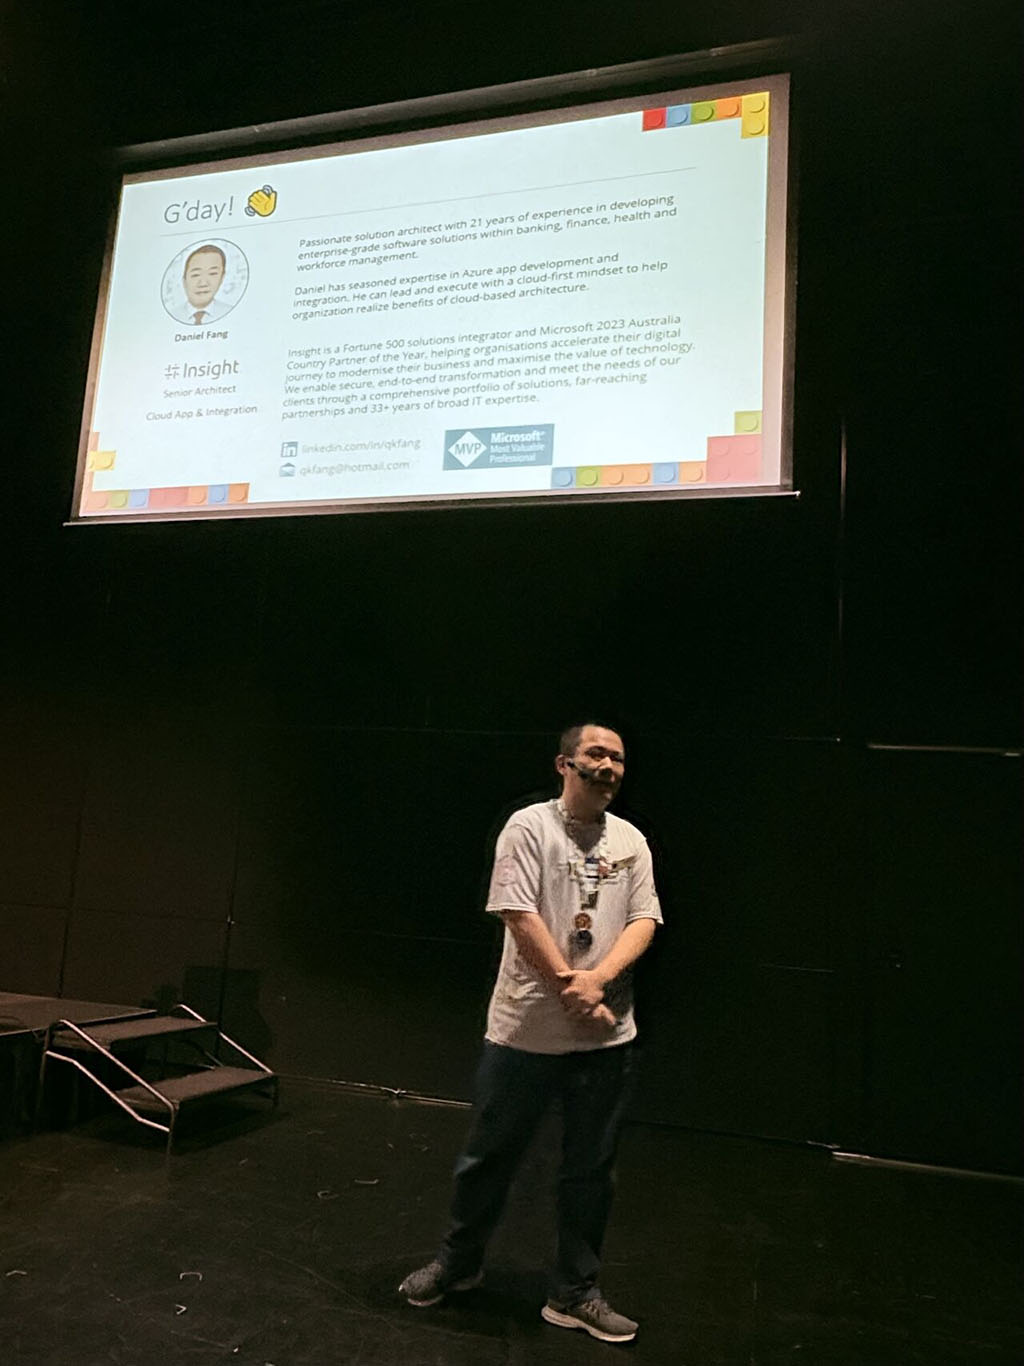 G'day!
Daniel Fang
Insight
Senior Architect
Cloud App & Integration
Passionate solution architect with 21 years of experience in developing
enterprise-grade software solutions within banking, finance, health and
workforce management.
Daniel has seasoned expertise in Azure app development and
integration. He can lead and execute with a cloud-first mindset to help
organization realize benefits of cloud-based architecture.
Insight is a Fortune 500 solutions integrator and Microsoft 2023 Australia
Country Partner of the Year, helping organisations accelerate their digital
journey to modernise their business and maximise the value of technology.
We enable secure, end-to-end transformation and meet the needs of our
clients through a comprehensive portfolio of solutions, far-reaching
partnerships and 33+ years of broad IT expertise.
in linkedin.com/in/qkfang
qkfang@hotmail.com
MVP
Microsoft®
Most Valuable
Professional